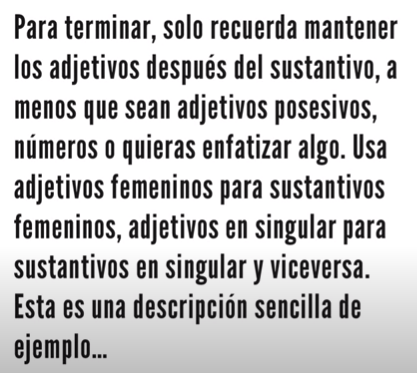 Para terminar, solo recuerda mantener
los adjetivos después del sustantivo, a
menos que sean adjetivos posesivos,
números o quieras enfatizar algo. Usa
adjetivos femeninos para sustantivos
femeninos, adjetivos en singular para
sustantivos en singular y viceversa.
Esta es una descripción sencilla de
ejemplo...